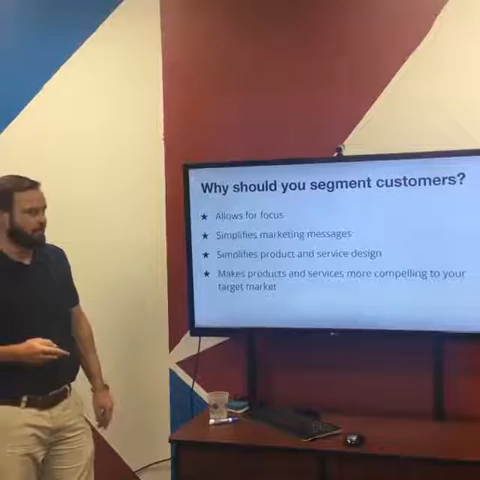 Why should you segment customers?
★ Allows for focus
★ Simplifies marketing messages
★ Simplifies product and service design
★ Makes products and services more compelling to your
target market